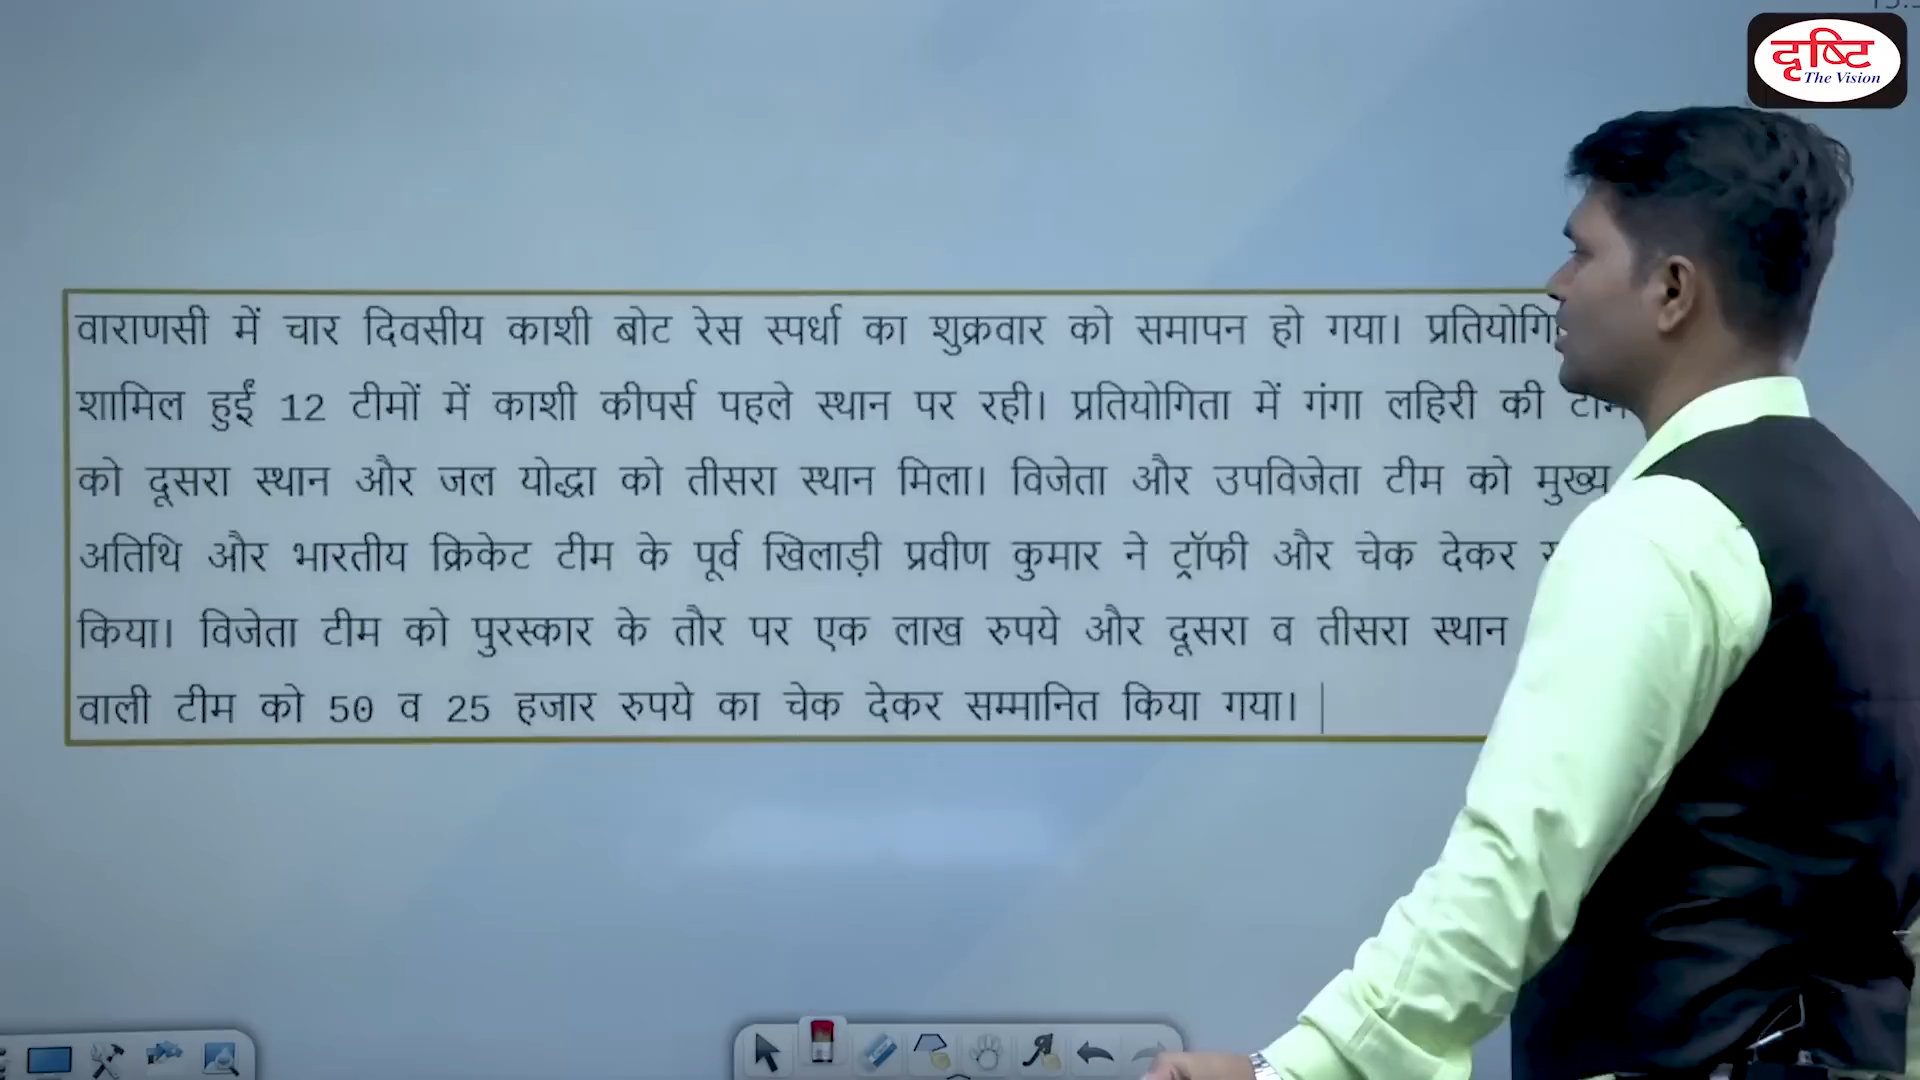 दृष्टि
The Vision
वाराणसी में चार दिवसीय काशी बोट रेस स्पर्धा का शुक्रवार को समापन हो गया।
शामिल हुईं 12 टीमों में काशी कीपर्स पहले स्थान पर रही। प्रतियोगिता में गंगा लहिरी की टीम
को दूसरा स्थान और जल योद्धा को तीसरा स्थान मिला। विजेता और उपविजेता टीम को मुख्य
अतिथि और भारतीय क्रिकेट टीम के पूर्व खिलाड़ी प्रवीण कुमार ने ट्रॉफी और चेक देकर
किया। विजेता टीम को पुरस्कार के तौर पर एक लाख रुपये और दूसरा व तीसरा स्थान
वाली टीम को 50 व 25 हजार रुपये का चेक देकर सम्मानित किया गया।